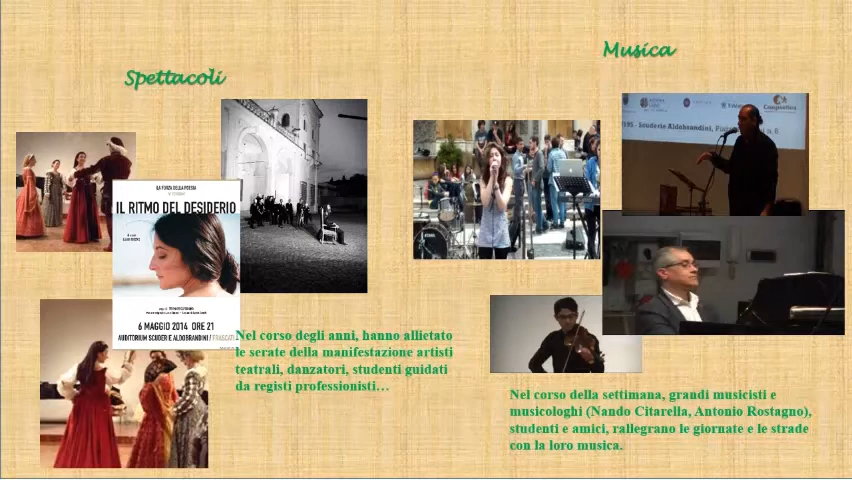 Spettacoli
Musica
LA FORZA DELLA POESIA
IL RITMO DEL DESIDERIO
6 MAGGIO 2014 ORE 21
AUDITORIUM SCUDERIE ALDOBRANDINI / FRASCATI
Nel corso degli anni, hanno allietato
le serate della manifestazione artisti
teatrali, danzatori, studenti guidati
da registi professionisti…
Scuderie Aldobrandini,
Nel corso della settimana, grandi musicisti e
musicologhi (Nando Citarella, Antonio Rostagno),
studenti e amici, rallegrano le giornate e le strade
con la loro musica.